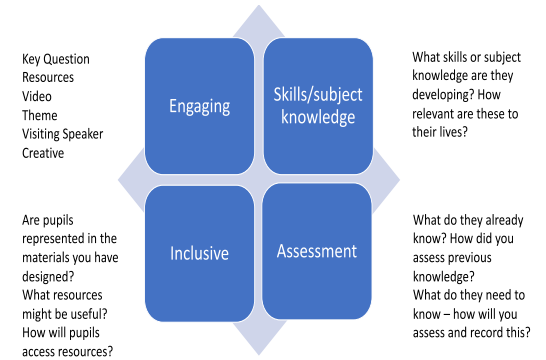 Key Question
Resources
Video
Theme
Visiting Speaker
Creative
Engaging
Skills/subject
knowledge
What skills or subject
knowledge are they
developing? How
relevant are these to
their lives?
Are pupils
represented in the
materials you have
designed?
What resources
might be useful?
How will pupils
access resources?
Inclusive
Assessment
What do they already
know? How did you
assess previous
knowledge?
What do they need to
know – how will you
assess and record this?